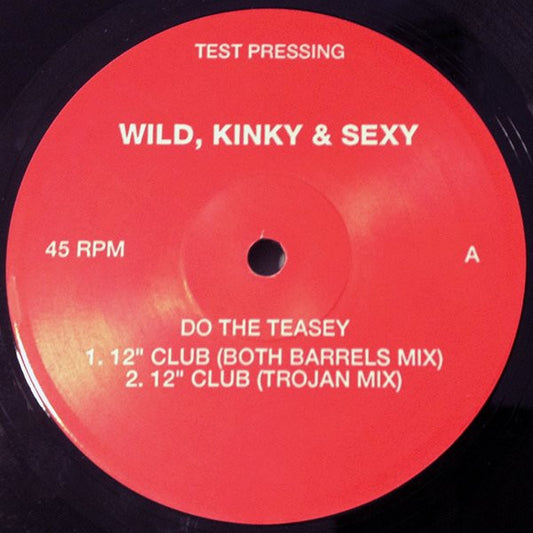 TEST PRESSING
WILD, KINKY & SEXY
45 RPM
A
DO THE TEASEY
1. 12" CLUB (BOTH BARRELS MIX)
2. 12" CLUB (TROJAN MIX)